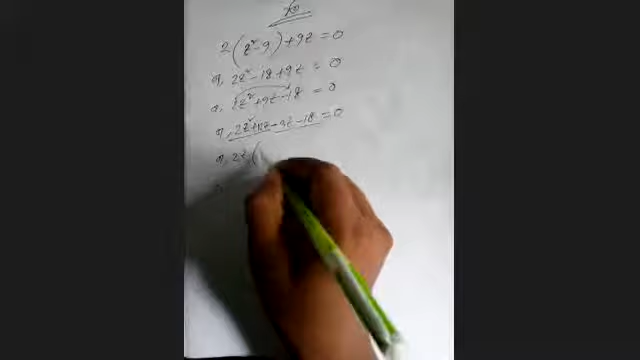 2(z²-9)+9z=0
or, 2z²-18+9z=0
or, 2z²+9z-18=0
or, 2z²+12z-3z-18=0
or, 2z(